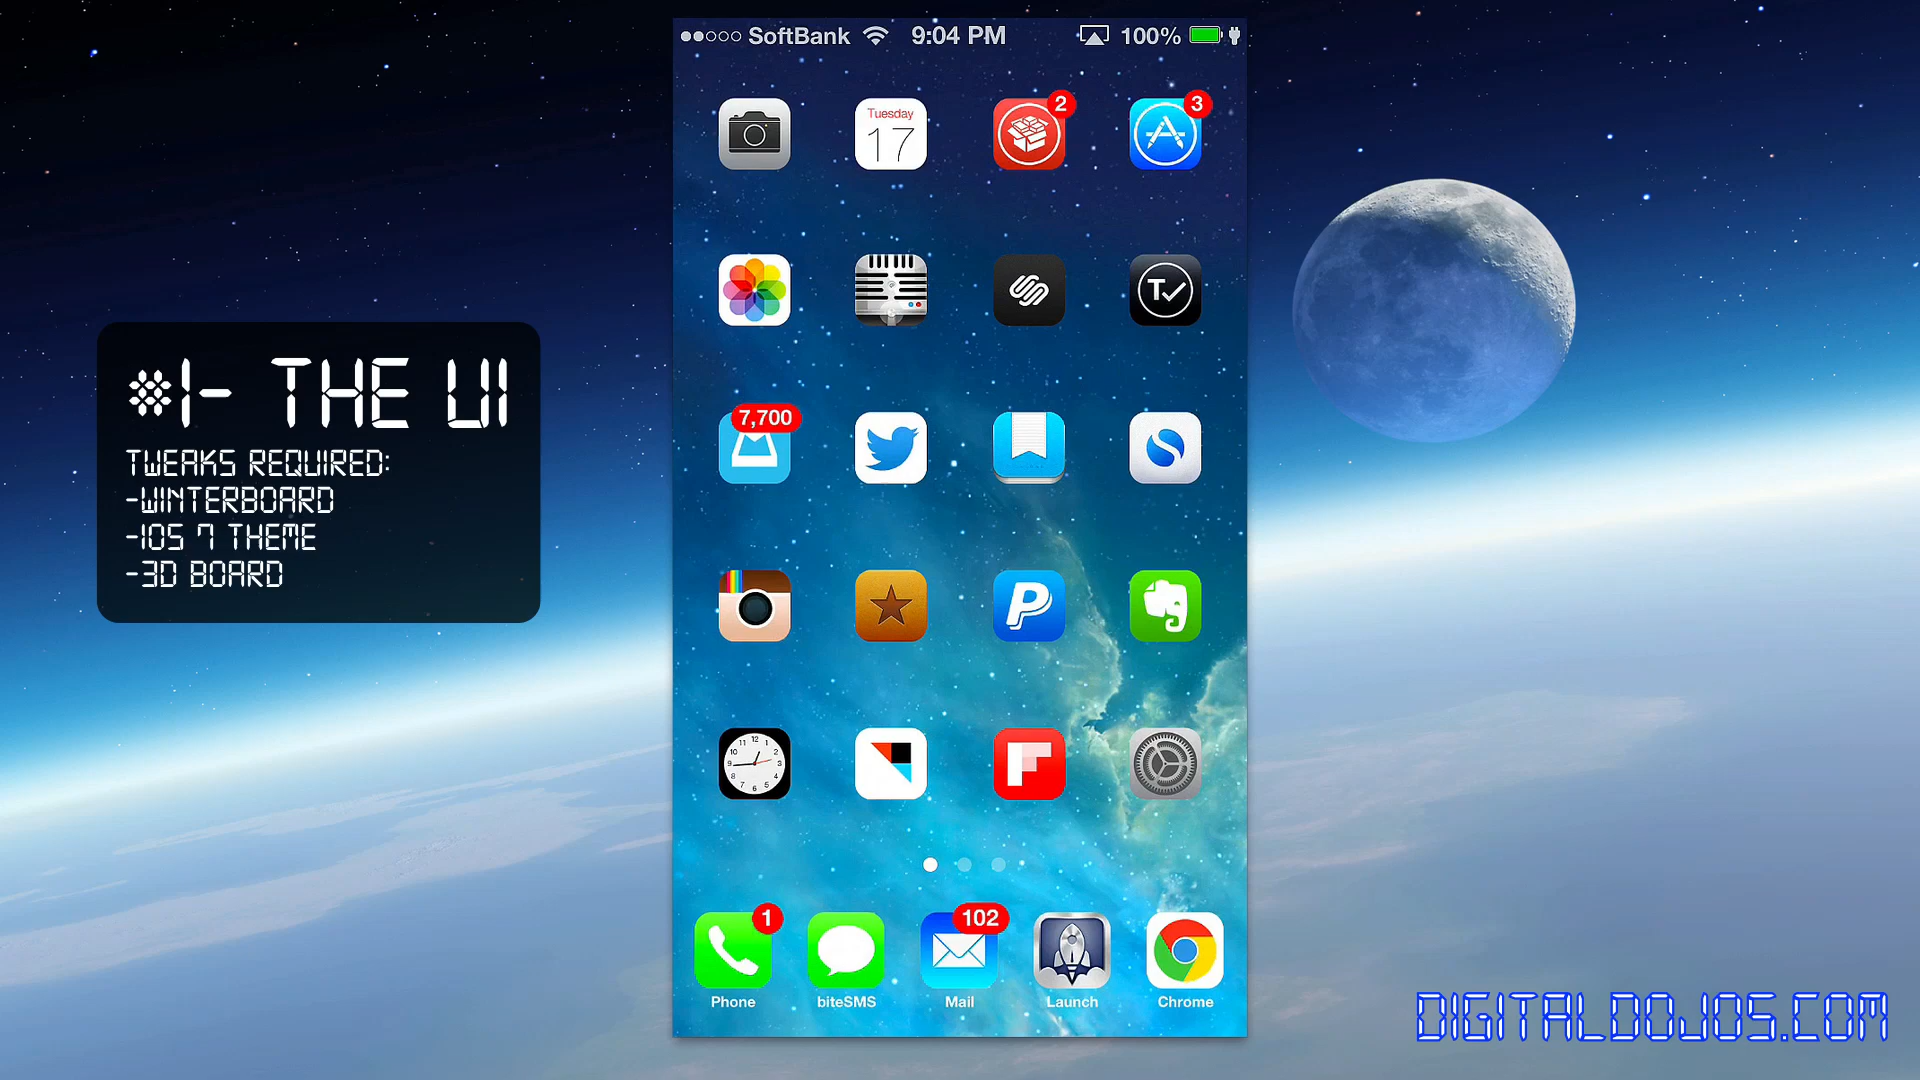 SoftBank 9:04 PM 100%
Tuesday
17
2
3
#1- THE UI
TWEAKS REQUIRED:
-WINTERBOARD
-IOS 7 THEME
-3D BOARD
7,700
1
102
Phone biteSMS Mail Launch Chrome
DIGITALDOJOS.COM